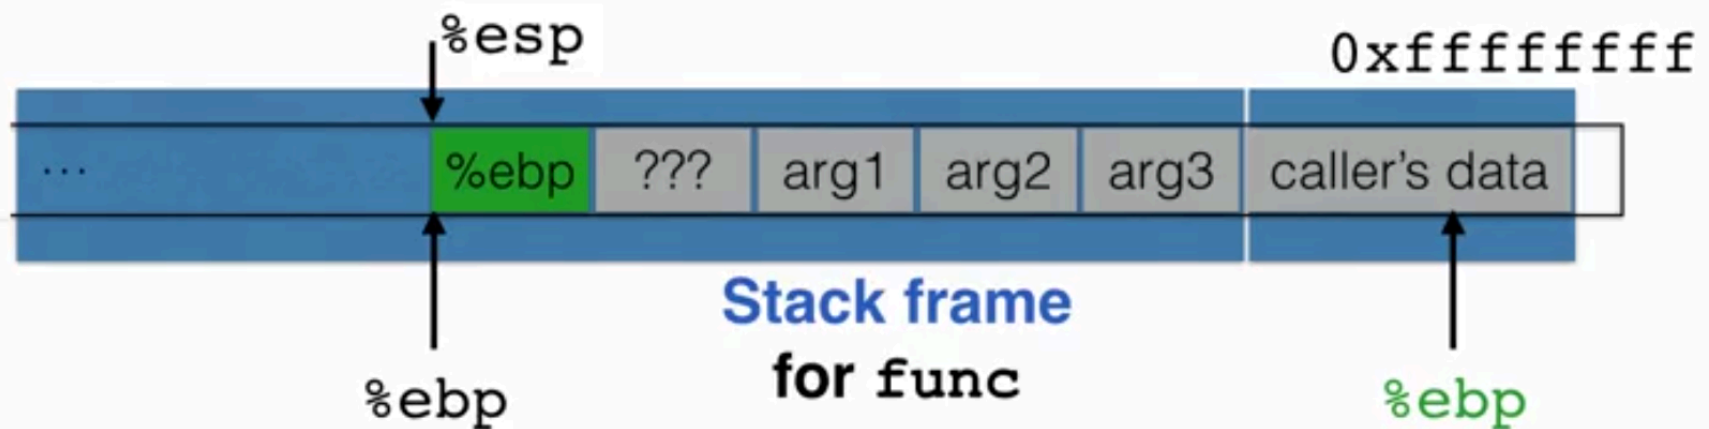 %esp
0xffffffff
... %ebp ??? arg1 arg2 arg3 caller's data
Stack frame
for func
%ebp
%ebp